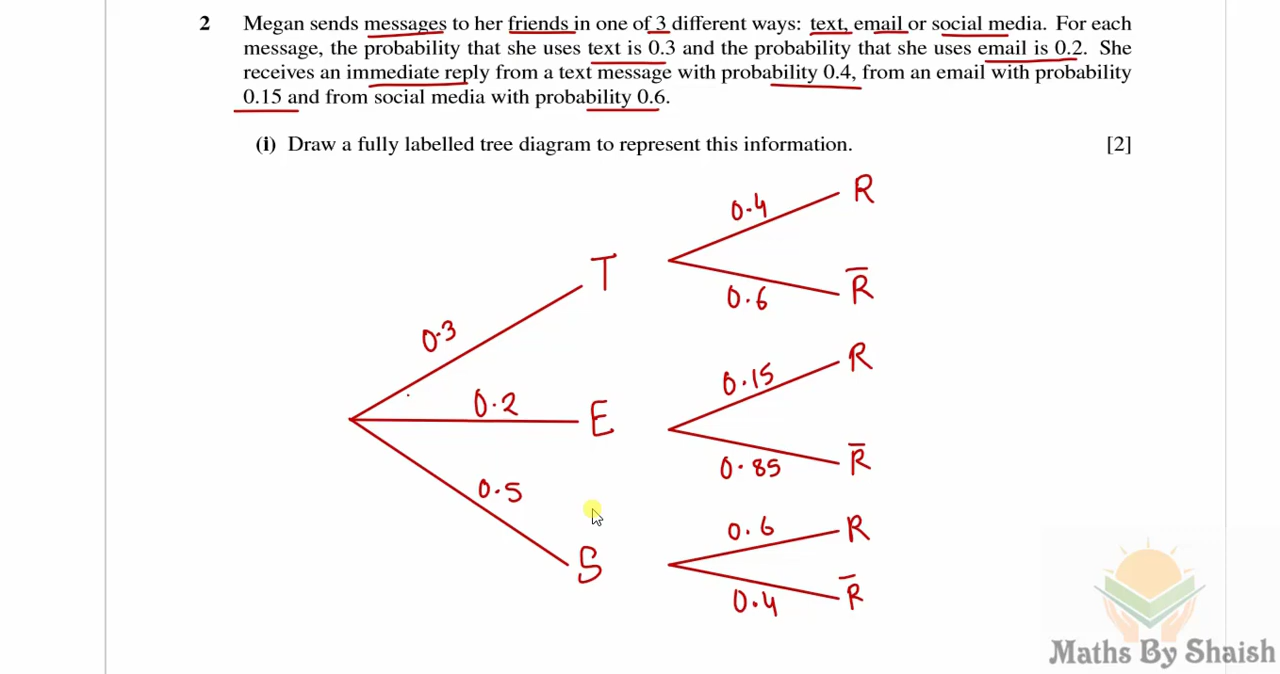 2 Megan sends messages to her friends in one of 3 different ways: text, email or social media. For each
message, the probability that she uses text is 0.3 and the probability that she uses email is 0.2. She
receives an immediate reply from a text message with probability 0.4, from an email with probability
0.15 and from social media with probability 0.6.
(i) Draw a fully labelled tree diagram to represent this information. [2]
0.4 R
T
0.6 R̅
0.3
0.15 R
0.2 E
0.85 R̅
0.5
0.6 R
S
0.4 R̅
Maths By Shaish